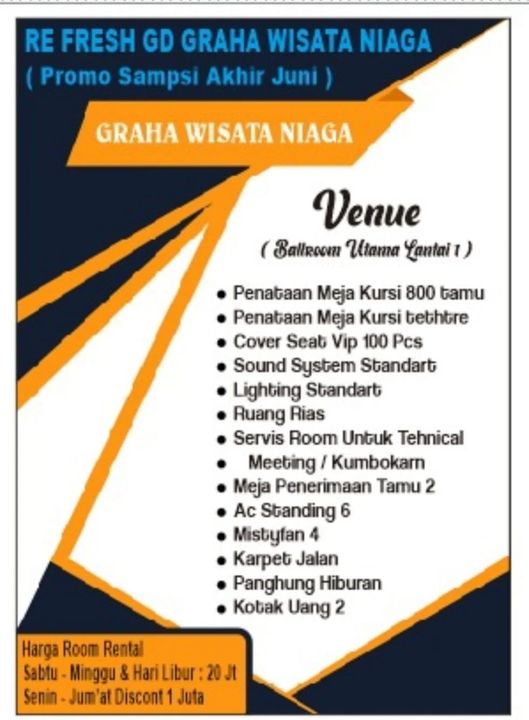 RE FRESH GD GRAHA WISATA NIAGA
( Promo Sampsi Akhir Juni )
GRAHA WISATA NIAGA
Venue
( Ballroom Utama Lantai 1 )
• Penataan Meja Kursi 800 tamu
• Penataan Meja Kursi tethtre
• Cover Seat Vip 100 Pcs
• Sound System Standart
• Lighting Standart
• Ruang Rias
• Servis Room Untuk Tehnical
• Meeting / Kumbokarn
• Meja Penerimaan Tamu 2
• Ac Standing 6
• Mistyfan 4
• Karpet Jalan
• Panghung Hiburan
• Kotak Uang 2
Harga Room Rental
Sabtu - Minggu & Hari Libur : 20 Jt
Senin - Jum'at Discont 1 Juta